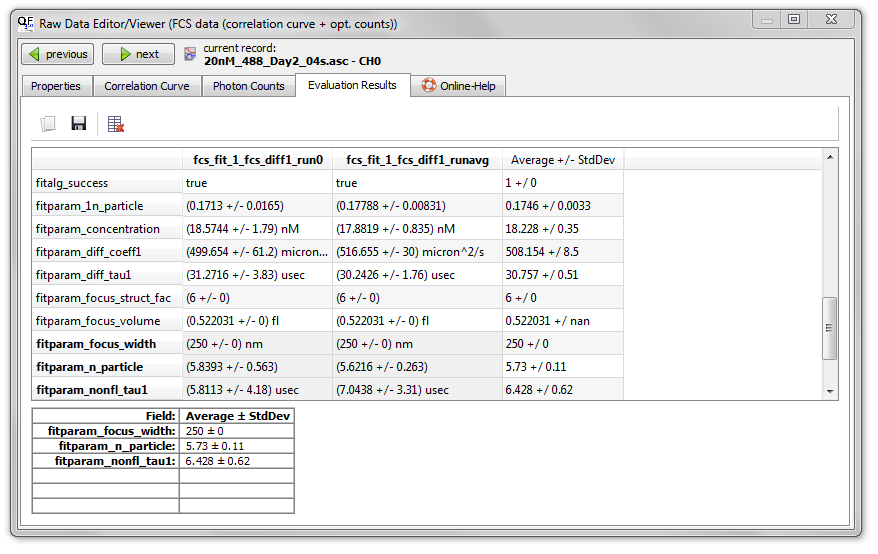 QF
Raw Data Editor/Viewer (FCS data (correlation curve + opt. counts))
previous
next
current record:
20nM_488_Day2_04s.asc - CH0
Properties
Correlation Curve
Photon Counts
Evaluation Results
Online-Help
fcs_fit_1_fcs_diff1_run0 fcs_fit_1_fcs_diff1_runavg Average +/- StdDev
fitalg_success true true 1 +/ 0
fitparam_1n_particle (0.1713 +/- 0.0165) (0.17788 +/- 0.00831) 0.1746 +/ 0.0033
fitparam_concentration (18.5744 +/- 1.79) nM (17.8819 +/- 0.835) nM 18.228 +/ 0.35
fitparam_diff_coeff1 (499.654 +/- 61.2) micron... (516.655 +/- 30) micron^2/s 508.154 +/ 8.5
fitparam_diff_tau1 (31.2716 +/- 3.83) usec (30.2426 +/- 1.76) usec 30.757 +/ 0.51
fitparam_focus_struct_fac (6 +/- 0) (6 +/- 0) 6 +/ 0
fitparam_focus_volume (0.522031 +/- 0) fl (0.522031 +/- 0) fl 0.522031 +/ nan
fitparam_focus_width (250 +/- 0) nm (250 +/- 0) nm 250 +/ 0
fitparam_n_particle (5.8393 +/- 0.563) (5.6216 +/- 0.263) 5.73 +/ 0.11
fitparam_nonfl_tau1 (5.8113 +/- 4.18) usec (7.0438 +/- 3.31) usec 6.428 +/ 0.62
Field: Average ± StdDev
fitparam_focus_width: 250 ± 0
fitparam_n_particle: 5.73 ± 0.11
fitparam_nonfl_tau1: 6.428 ± 0.62